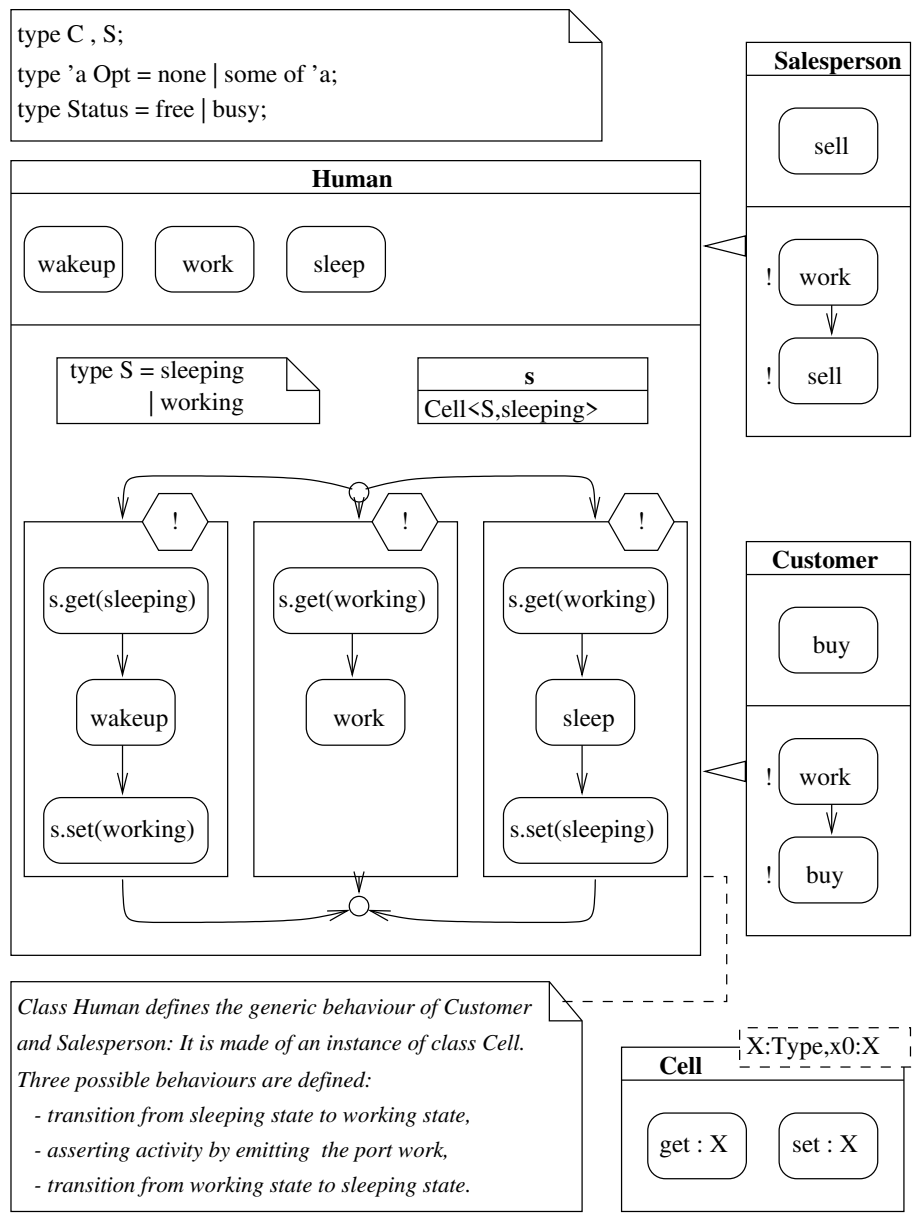 type C , S;
type 'a Opt = none | some of 'a;
type Status = free | busy;
Salesperson
sell
! work
! sell
Human
wakeup work sleep
type S = sleeping
| working
s
Cell<S,sleeping>
! ! !
s.get(sleeping) s.get(working) s.get(working)
wakeup work sleep
s.set(working) s.set(sleeping)
Customer
buy
! work
! buy
Class Human defines the generic behaviour of Customer
and Salesperson: It is made of an instance of class Cell.
Three possible behaviours are defined:
- transition from sleeping state to working state,
- asserting activity by emitting the port work,
- transition from working state to sleeping state.
X:Type,x0:X
Cell
get : X set : X